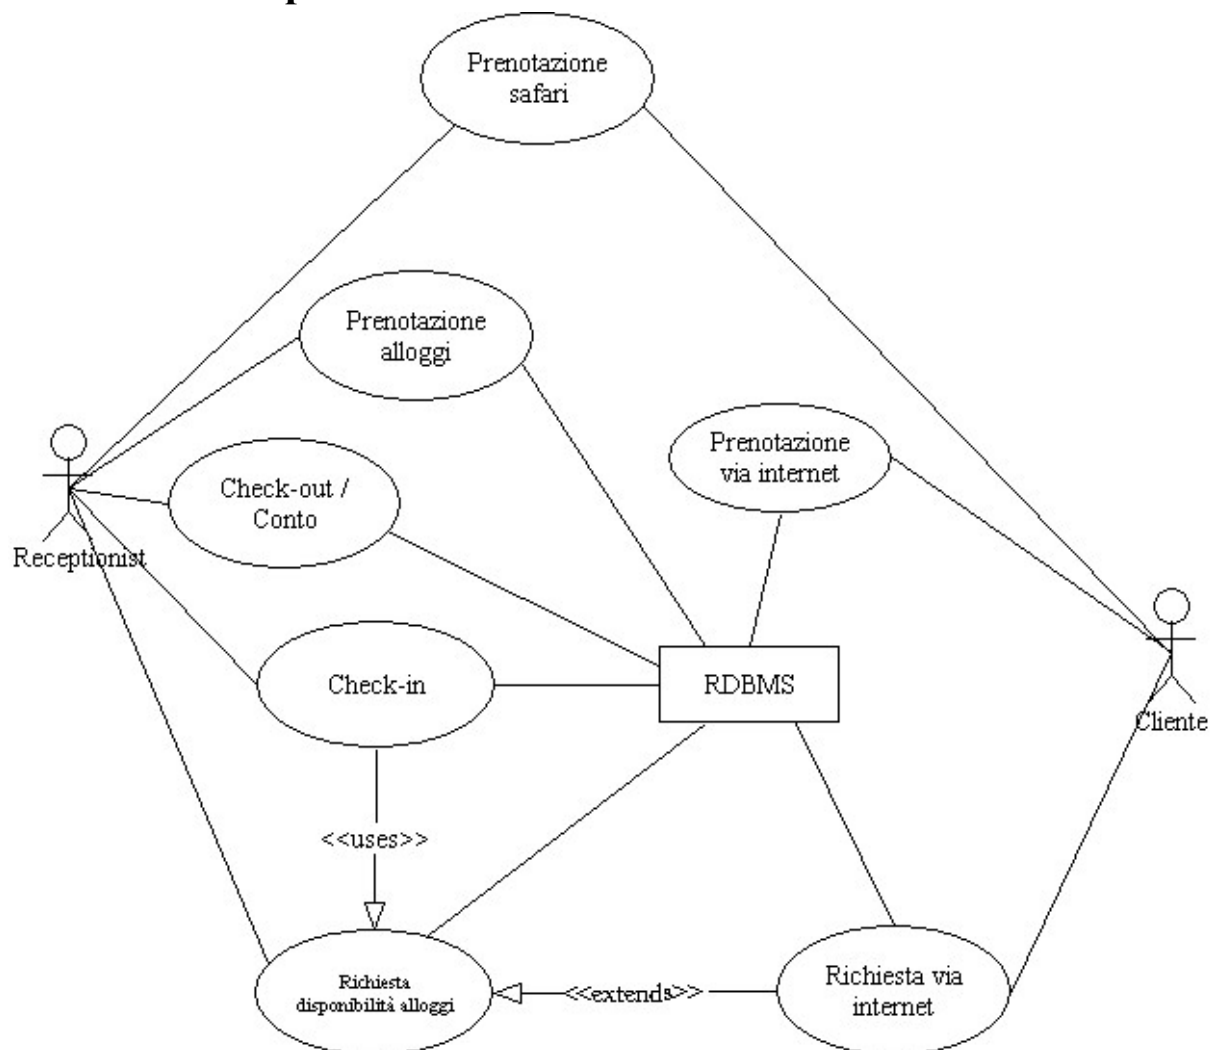 Prenotazione
safari
Prenotazione
alloggi
Prenotazione
via internet
Check-out /
Conto
Receptionist
Check-in
RDBMS
Cliente
<<uses>>
Richiesta
disponibilità alloggi
<<extends>>
Richiesta via
internet